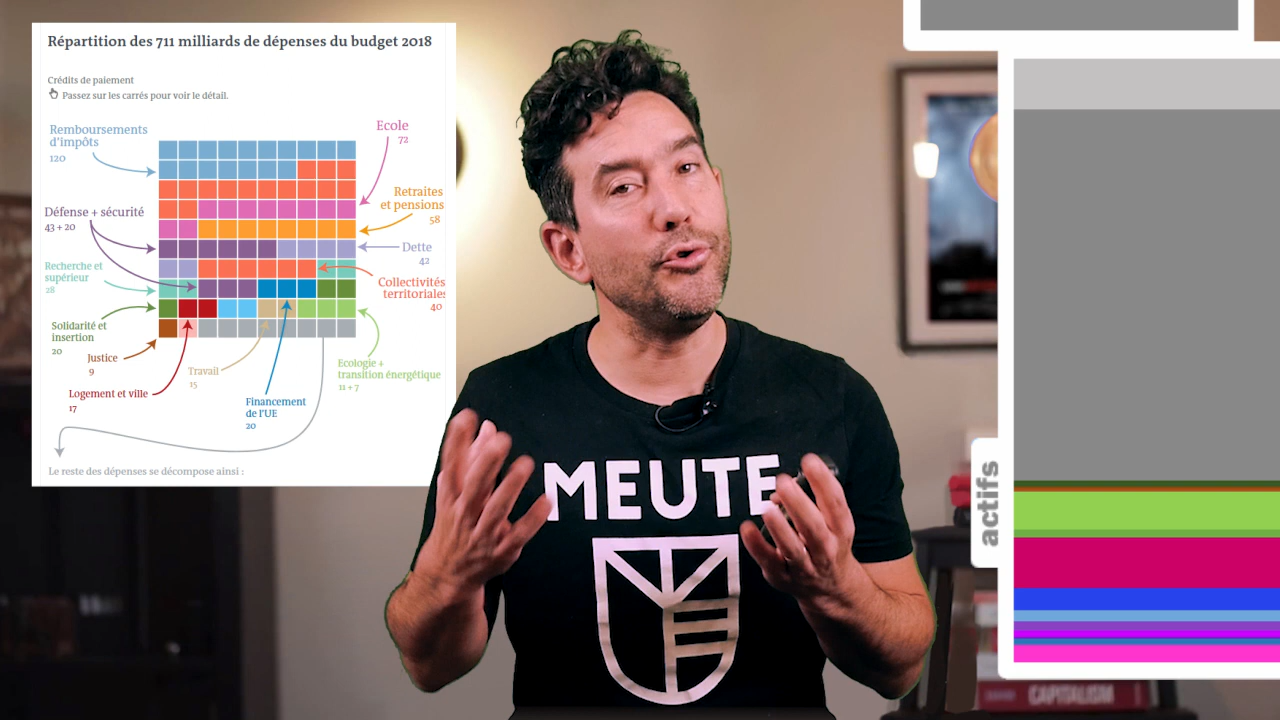 Répartition des 711 milliards de dépenses du budget 2018
Crédits de paiement
Passez sur les carrés pour voir le détail.
Remboursements
d'impôts
120
Ecole
72
Retraites
et pensions
58
Défense + sécurité
43 + 20
Dette
42
Recherche et
supérieur
28
Collectivités
territoriales
40
Solidarité et
insertion
20
Justice
9
Travail
15
Ecologie +
transition énergétique
11 + 7
Logement et ville
17
Financement
de l'UE
20
Le reste des dépenses se décompose ainsi :
MEUTE
actifs
CAPITALISM